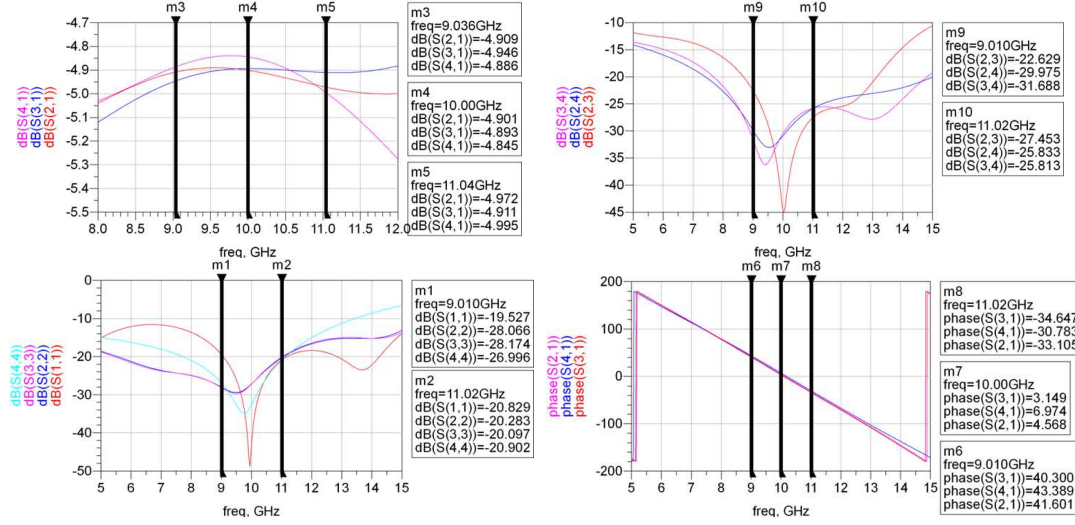 m3
m4
m5
-4.7
-4.8
-4.9
-5.0
-5.1
-5.2
-5.3
-5.4
-5.5
dB(S(4,1))
dB(S(3,1))
dB(S(2,1))
8.0
8.5
9.0
9.5
10.0
10.5
11.0
11.5
12.0
freq, GHz
m3
freq=9.036GHz
dB(S(2,1))=-4.909
dB(S(3,1))=-4.946
dB(S(4,1))=-4.886
m4
freq=10.00GHz
dB(S(2,1))=-4.901
dB(S(3,1))=-4.893
dB(S(4,1))=-4.845
m5
freq=11.04GHz
dB(S(2,1))=-4.972
dB(S(3,1))=-4.911
dB(S(4,1))=-4.995
m9
m10
-10
-15
-20
-25
-30
-35
-40
-45
dB(S(3,4))
dB(S(2,4))
dB(S(2,3))
5
6
7
8
9
10
11
12
13
14
15
freq, GHz
m9
freq=9.010GHz
dB(S(2,3))=-22.629
dB(S(2,4))=-29.975
dB(S(3,4))=-31.688
m10
freq=11.02GHz
dB(S(2,3))=-27.453
dB(S(2,4))=-25.833
dB(S(3,4))=-25.813
m1
m2
0
-10
-20
-30
-40
-50
dB(S(4,4))
dB(S(3,3))
dB(S(2,2))
dB(S(1,1))
5
6
7
8
9
10
11
12
13
14
15
freq, GHz
m1
freq=9.010GHz
dB(S(1,1))=-19.527
dB(S(2,2))=-28.066
dB(S(3,3))=-28.174
dB(S(4,4))=-26.996
m2
freq=11.02GHz
dB(S(1,1))=-20.829
dB(S(2,2))=-20.283
dB(S(3,3))=-20.097
dB(S(4,4))=-20.902
m6
m7
m8
200
100
0
-100
-200
phase(S(2,1))
phase(S(4,1))
phase(S(3,1))
5
6
7
8
9
10
11
12
13
14
15
freq, GHz
m8
freq=11.02GHz
phase(S(3,1))=-34.647
phase(S(4,1))=-30.783
phase(S(2,1))=-33.105
m7
freq=10.00GHz
phase(S(3,1))=3.149
phase(S(4,1))=6.974
phase(S(2,1))=4.568
m6
freq=9.010GHz
phase(S(3,1))=40.300
phase(S(4,1))=43.389
phase(S(2,1))=41.601